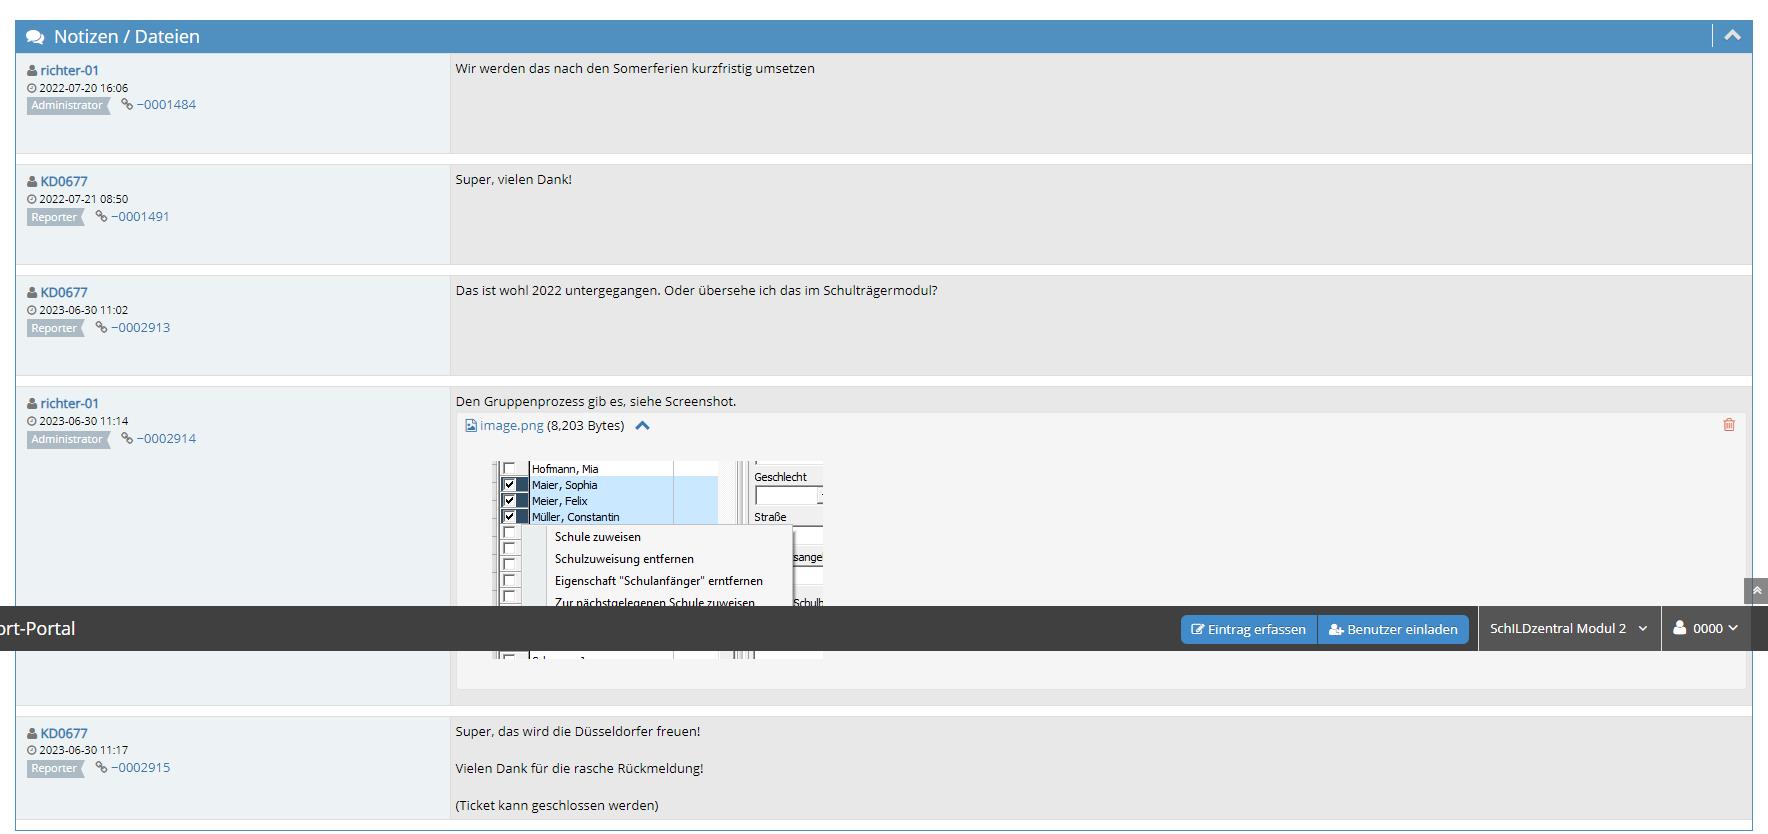 Notizen / Dateien
richter-01
2022-07-20 16:06
Administrator ~0001484
Wir werden das nach den Somerferien kurzfristig umsetzen
KD0677
2022-07-21 08:50
Reporter ~0001491
Super, vielen Dank!
KD0677
2023-06-30 11:02
Reporter ~0002913
Das ist wohl 2022 untergegangen. Oder übersehe ich das im Schulträgermodul?
richter-01
2023-06-30 11:14
Administrator ~0002914
Den Gruppenprozess gib es, siehe Screenshot.
image.png (8,203 Bytes)
Hofmann, Mia
Maier, Sophia
Meier, Felix
Müller, Constantin
Geschlecht
Straße
Schule zuweisen
Schulzuweisung entfernen
Eigenschaft "Schulanfänger" erntfernen
Zur nächstgelegenen Schule zuweisen
sange
Schulb
ort-Portal
Eintrag erfassen
Benutzer einladen
SchILDzentral Modul 2
0000
KD0677
2023-06-30 11:17
Reporter ~0002915
Super, das wird die Düsseldorfer freuen!
Vielen Dank für die rasche Rückmeldung!
(Ticket kann geschlossen werden)